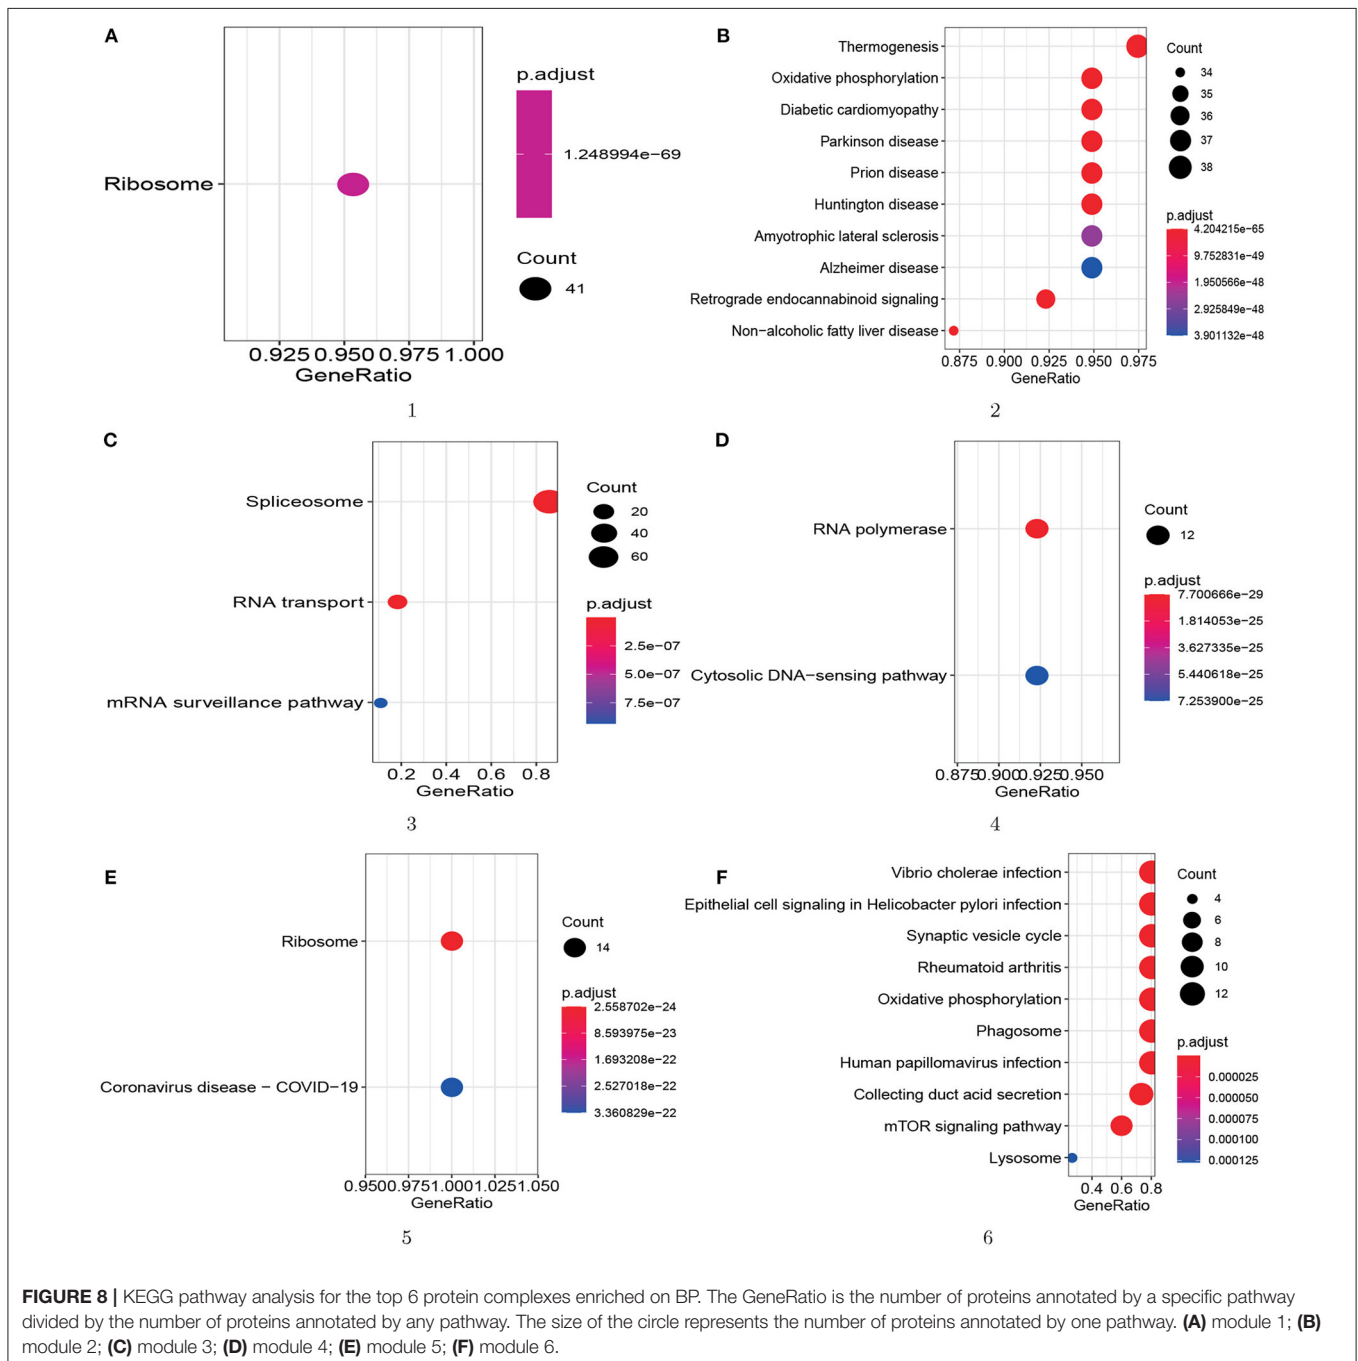 A
Ribosome
0.925 0.950 0.975 1.000
GeneRatio
p.adjust
1.248994e−69
Count
41
1
B
Thermogenesis
Oxidative phosphorylation
Diabetic cardiomyopathy
Parkinson disease
Prion disease
Huntington disease
Amyotrophic lateral sclerosis
Alzheimer disease
Retrograde endocannabinoid signaling
Non−alcoholic fatty liver disease
0.875 0.900 0.925 0.950 0.975
GeneRatio
Count
34
35
36
37
38
p.adjust
4.204215e−65
9.752831e−49
1.950566e−48
2.925849e−48
3.901132e−48
2
C
Spliceosome
RNA transport
mRNA surveillance pathway
0.2 0.4 0.6 0.8
GeneRatio
Count
20
40
60
p.adjust
2.5e−07
5.0e−07
7.5e−07
3
D
RNA polymerase
Cytosolic DNA−sensing pathway
0.875 0.900 0.925 0.950
GeneRatio
Count
12
p.adjust
7.700666e−29
1.814053e−25
3.627335e−25
5.440618e−25
7.253900e−25
4
E
Ribosome
Coronavirus disease − COVID−19
0.950 0.975 1.000 1.025 1.050
GeneRatio
Count
14
p.adjust
2.558702e−24
8.593975e−23
1.693208e−22
2.527018e−22
3.360829e−22
5
F
Vibrio cholerae infection
Epithelial cell signaling in Helicobacter pylori infection
Synaptic vesicle cycle
Rheumatoid arthritis
Oxidative phosphorylation
Phagosome
Human papillomavirus infection
Collecting duct acid secretion
mTOR signaling pathway
Lysosome
0.4 0.6 0.8
GeneRatio
Count
4
6
8
10
12
p.adjust
0.000025
0.000050
0.000075
0.000100
0.000125
6
FIGURE 8 | KEGG pathway analysis for the top 6 protein complexes enriched on BP. The GeneRatio is the number of proteins annotated by a specific pathway
divided by the number of proteins annotated by any pathway. The size of the circle represents the number of proteins annotated by one pathway. (A) module 1; (B)
module 2; (C) module 3; (D) module 4; (E) module 5; (F) module 6.